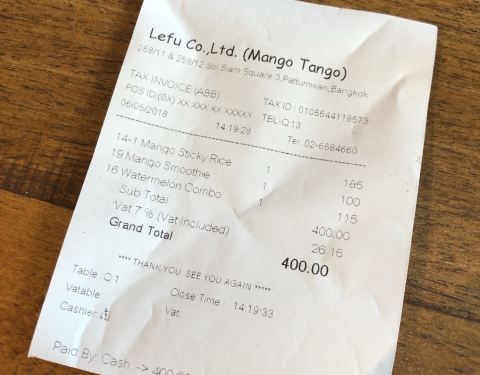 Lefu Co.,Ltd. (Mango Tango)
258/11 & 258/12 Soi.Siam Square 3,Pattumwan,Bangkok
TAX INVOICE (ABB) TAX ID : 0105544118573
POS ID:(0X) XX XXX XX XXXXX TBL-Q13
06/05/2018 14:19:28 Tel. 02-6584660
14-1 Mango Sticky Rice 1 185
19 Mango Smoothie 1 100
16 Watermelon Combo 1 115
Sub Total 400.00
Vat 7 % (Vat Included) 26.16
Grand Total 400.00
**** THANK YOU SEE YOU AGAIN *****
Table :Q 1 Close Time : 14:19:33
Vatable: Vat:
Cashier:
Paid By: Cash -> 400.00